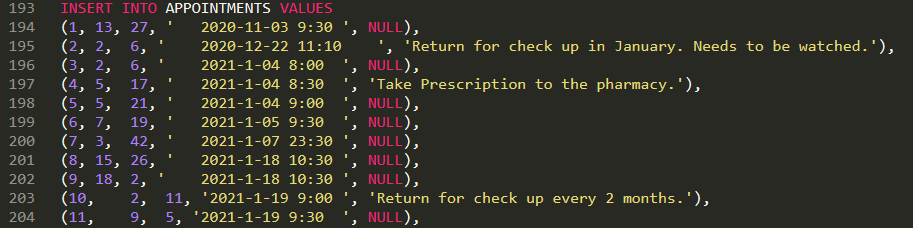 193 INSERT INTO APPOINTMENTS VALUES
194 (1, 13, 27, '   2020-11-03 9:30 ', NULL),
195 (2, 2,  6, '    2020-12-22 11:10    ', 'Return for check up in January. Needs to be watched.'),
196 (3, 2,  6, '    2021-1-04 8:00  ', NULL),
197 (4, 5,  17, '   2021-1-04 8:30  ', 'Take Prescription to the pharmacy.'),
198 (5, 5,  21, '   2021-1-04 9:00  ', NULL),
199 (6, 7,  19, '   2021-1-05 9:30  ', NULL),
200 (7, 3,  42, '   2021-1-07 23:30 ', NULL),
201 (8, 15, 26, '   2021-1-18 10:30 ', NULL),
202 (9, 18, 2, '    2021-1-18 10:30 ', NULL),
203 (10,    2,  11, '2021-1-19 9:00 ', 'Return for check up every 2 months.'),
204 (11,    9,  5, '2021-1-19 9:30  ', NULL),